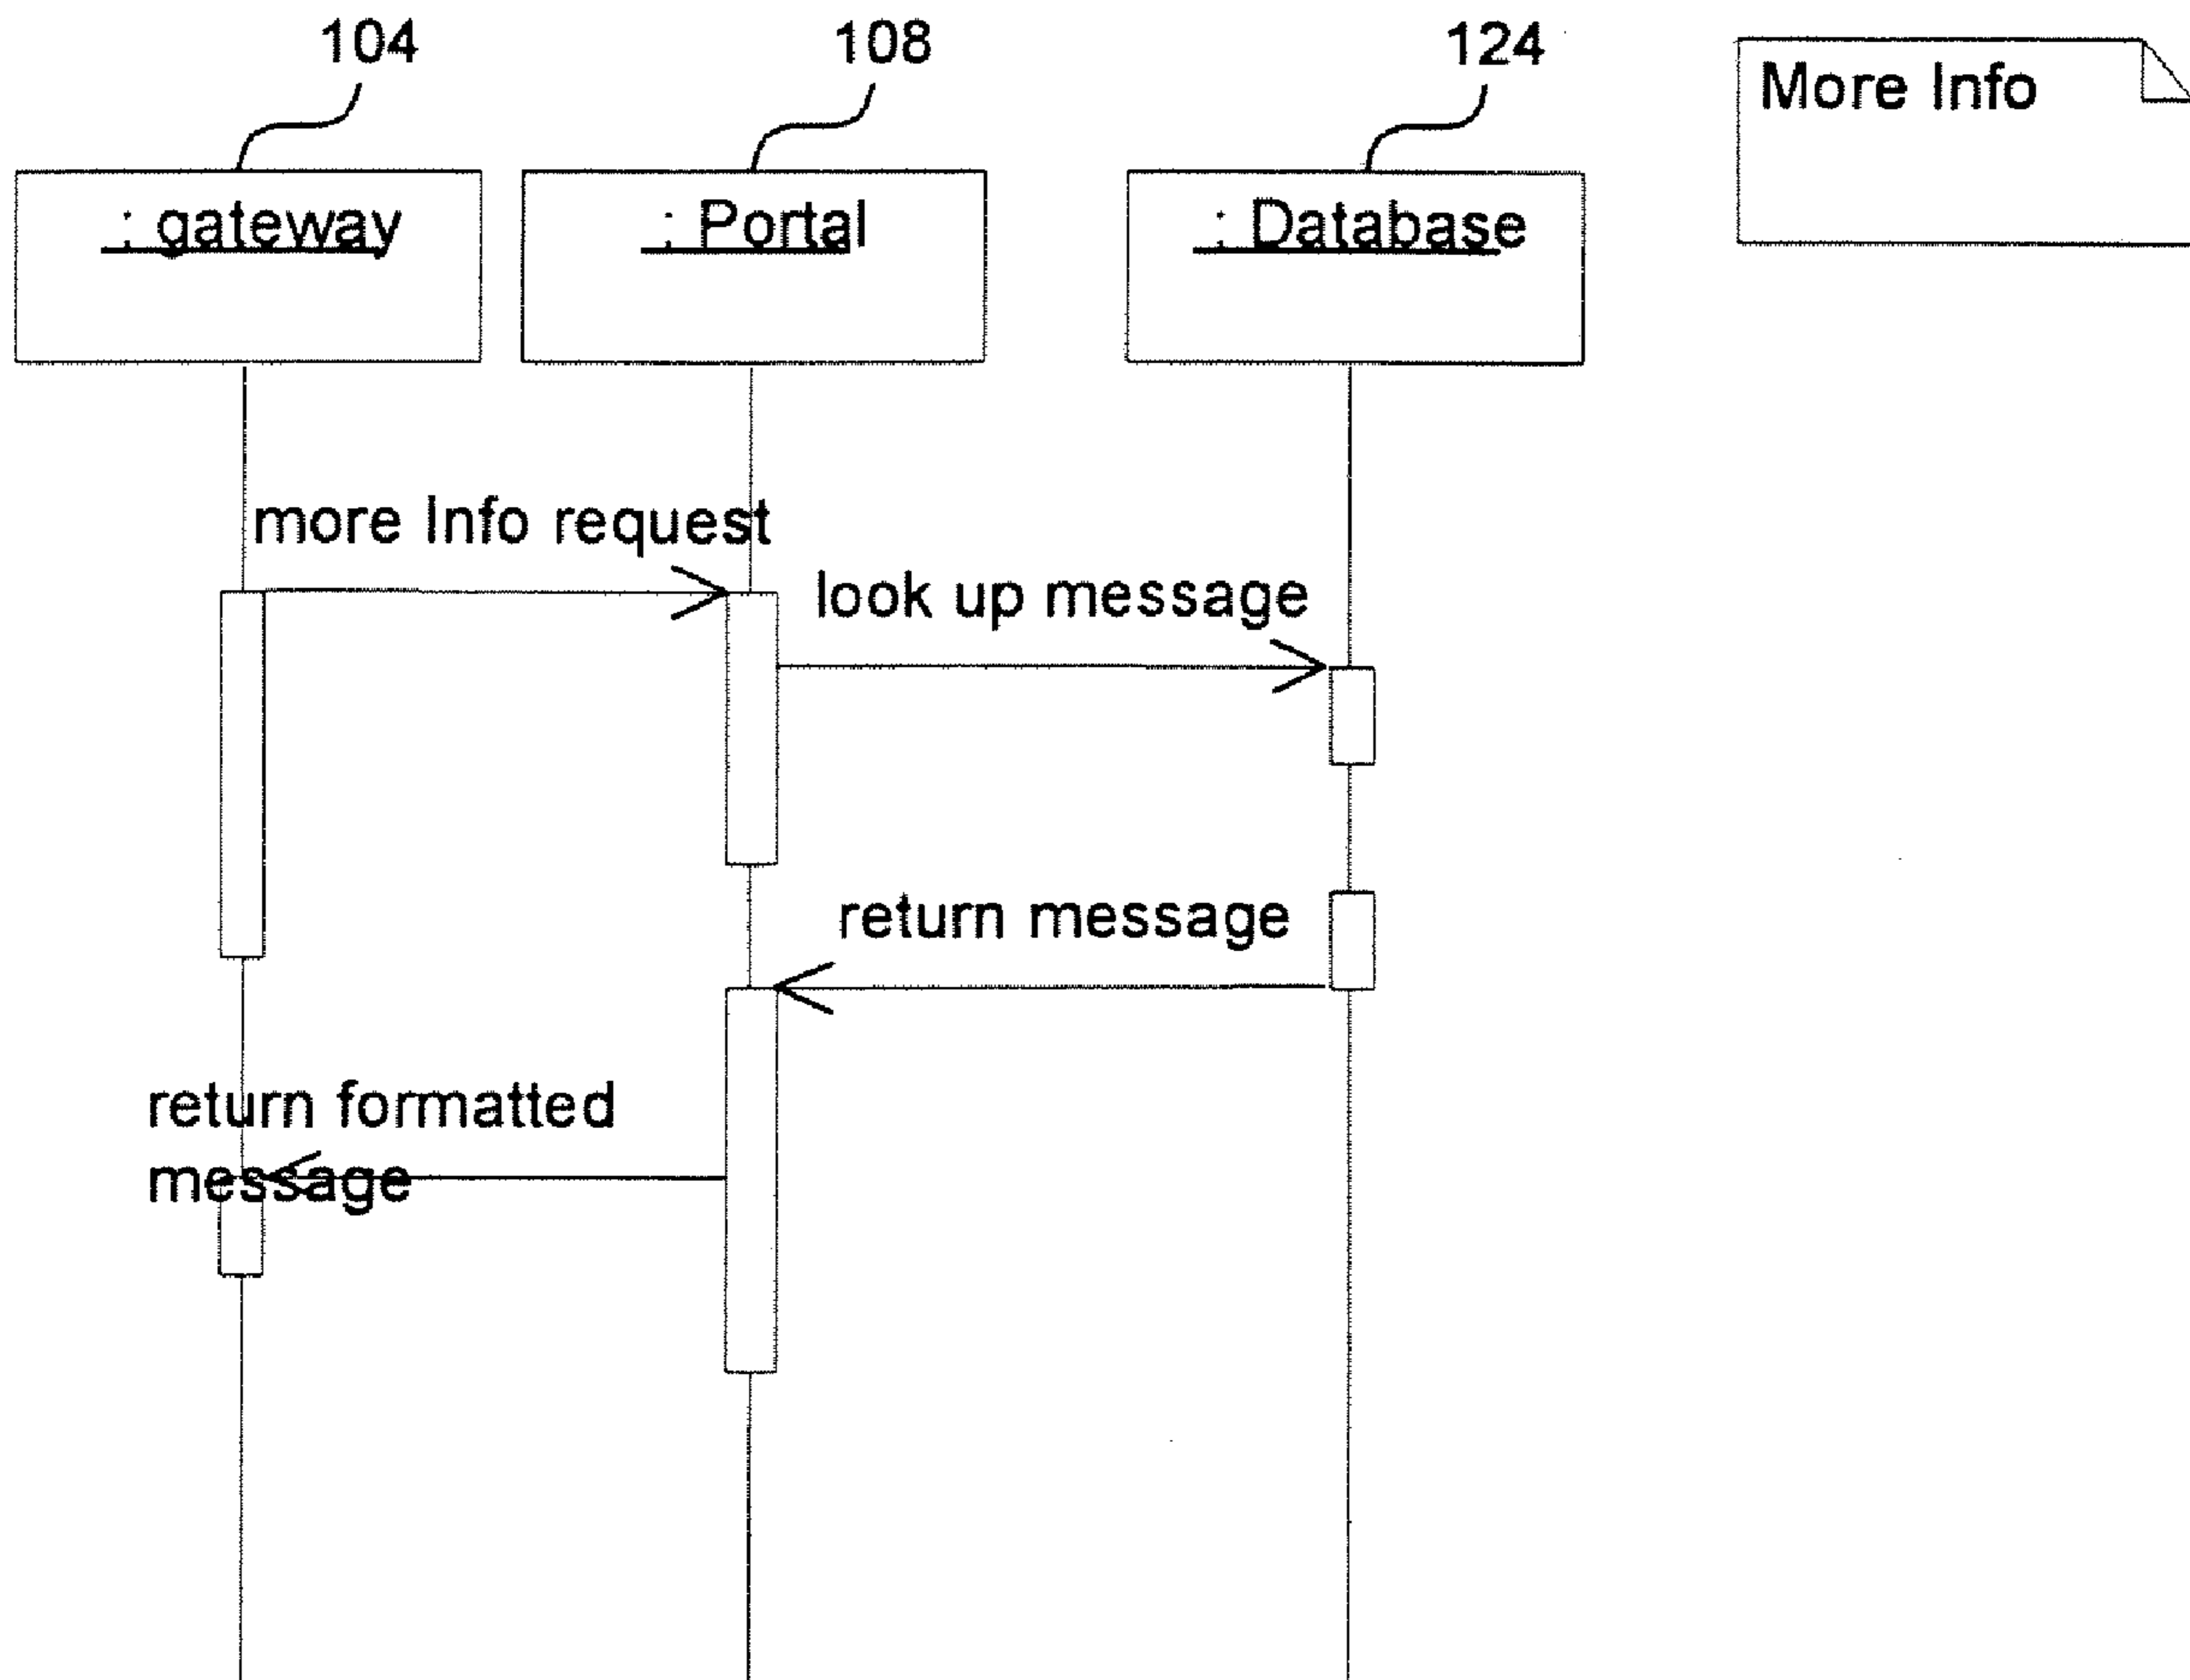 104
108
124
More Info
: gateway
: Portal
: Database
more Info request
look up message
return message
return formatted
message